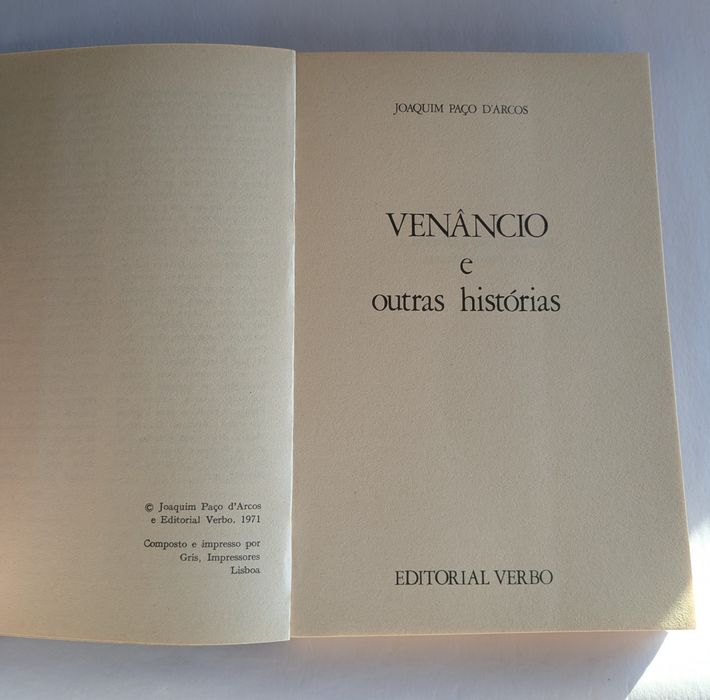 © Joaquim Paço d'Arcos
e Editorial Verbo, 1971
Composto e impresso por
Gris, Impressores
Lisboa
JOAQUIM PAÇO D'ARCOS
VENÂNCIO
e
outras histórias
EDITORIAL VERBO